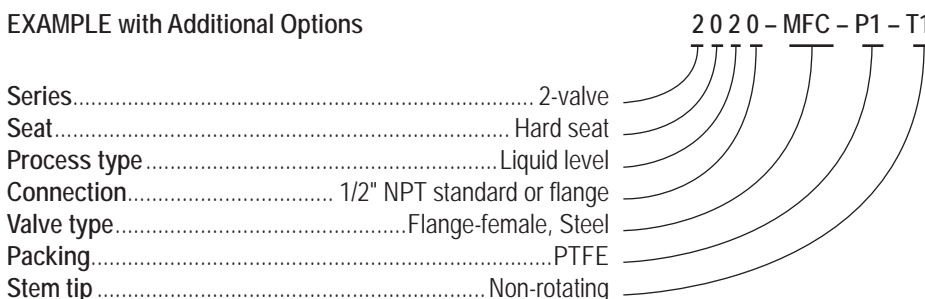 EXAMPLE with Additional Options 2 0 2 0 – MFC – P1 – T1
Series............................................................................................ 2-valve
Seat........................................................................................... Hard seat
Process type......................................................................Liquid level
Connection................................. 1/2" NPT standard or flange
Valve type....................................................Flange-female, Steel
Packing............................................................................................PTFE
Stem tip.............................................................................. Non-rotating